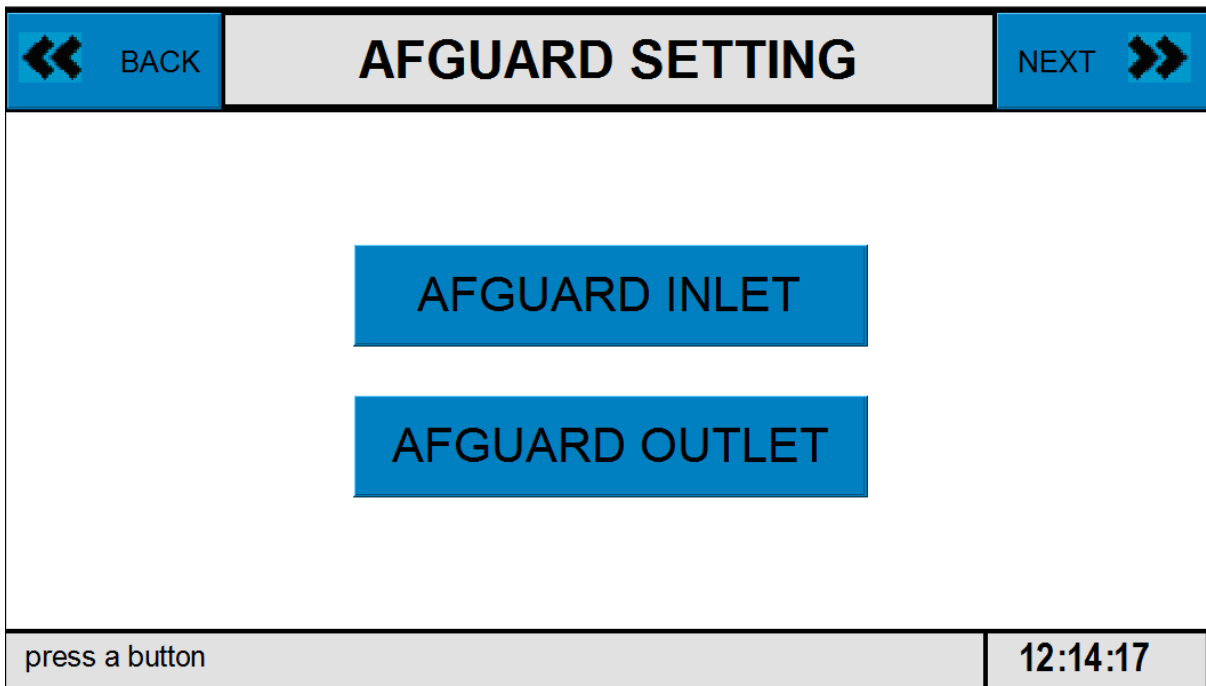 BACK
AFGUARD SETTING
NEXT
AFGUARD INLET
AFGUARD OUTLET
press a button
12:14:17